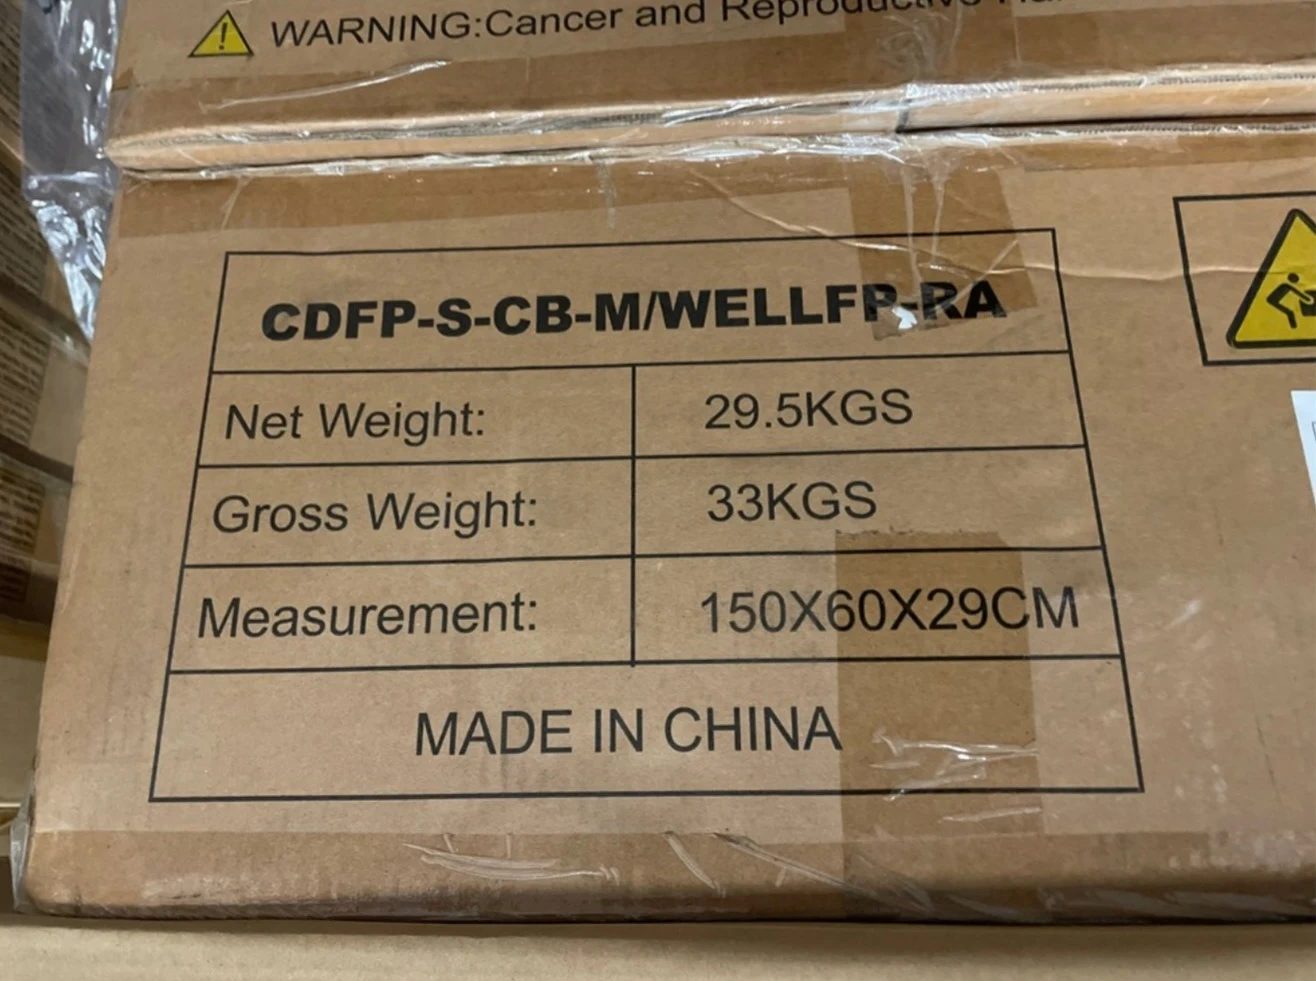 WARNING:Cancer and Reproductive
CDFP-S-CB-M/WELLFP-RA
Net Weight: 29.5KGS
Gross Weight: 33KGS
Measurement: 150X60X29CM
MADE IN CHINA